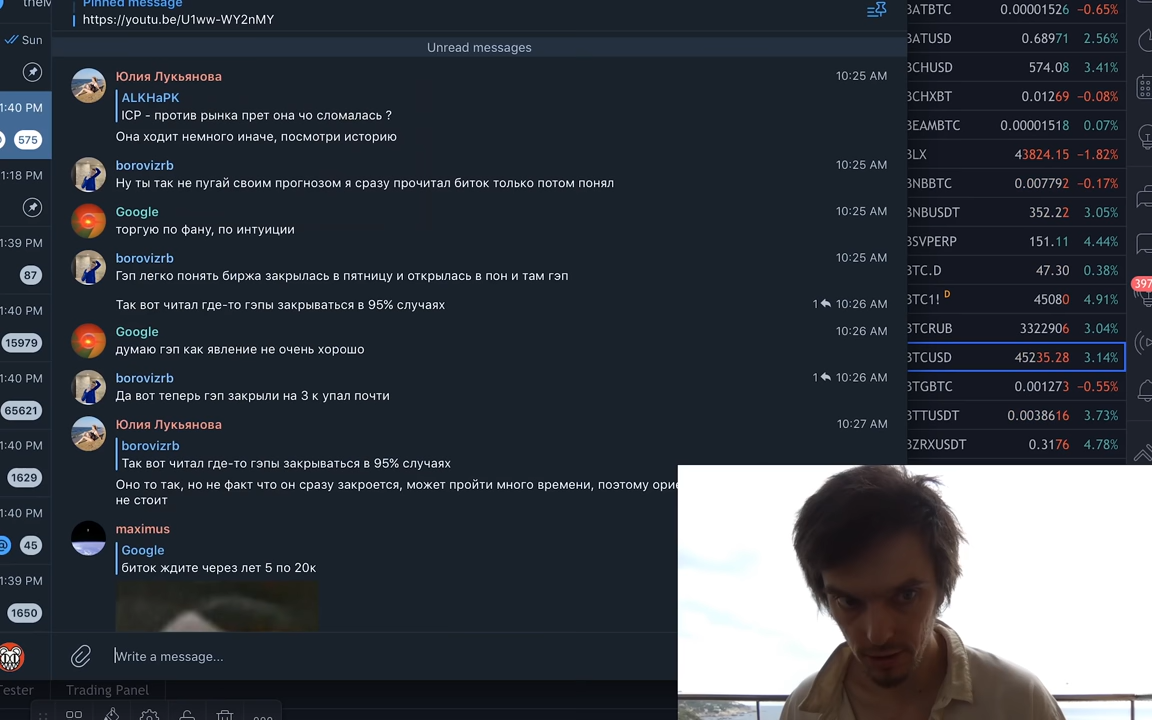 Pinned message
https://youtu.be/U1ww-WY2nMY
Unread messages
Sun
1:40 PM
575
1:18 PM
1:39 PM
87
1:40 PM
15979
1:40 PM
65621
1:40 PM
1629
1:40 PM
45
1:39 PM
1650
Юлия Лукьянова 10:25 AM
ALKHaPK
ICP - против рынка прет она чо сломалась ?
Она ходит немного иначе, посмотри историю
borovizrb 10:25 AM
Ну ты так не пугай своим прогнозом я сразу прочитал биток только потом понял
Google 10:25 AM
торгую по фану, по интуиции
borovizrb 10:25 AM
Гэп легко понять биржа закрылась в пятницу и открылась в пон и там гэп
Так вот читал где-то гэпы закрываться в 95% случаях 1 10:26 AM
Google 10:26 AM
думаю гэп как явление не очень хорошо
borovizrb 1 10:26 AM
Да вот теперь гэп закрыли на 3 к упал почти
Юлия Лукьянова 10:27 AM
borovizrb
Так вот читал где-то гэпы закрываться в 95% случаях
Оно то так, но не факт что он сразу закроется, может пройти много времени, поэтому
не стоит
maximus
Google
биток ждите через лет 5 по 20к
Write a message...
Trading Panel
BATBTC 0.00001526 −0.65%
BATUSD 0.68971 2.56%
BCHUSD 574.08 3.41%
BCHXBT 0.01269 −0.08%
BEAMBTC 0.00001518 0.07%
BLX 43824.15 −1.82%
BNBBTC 0.007792 −0.17%
BNBUSDT 352.22 3.05%
BSVPERP 151.11 4.44%
BTC.D 47.30 0.38%
BTC1! D 45080 4.91%
BTCRUB 3322906 3.04%
BTCUSD 45235.28 3.14%
BTGBTC 0.001273 −0.55%
BTTUSDT 0.0038616 3.73%
BZRXUSDT 0.3176 4.78%
397